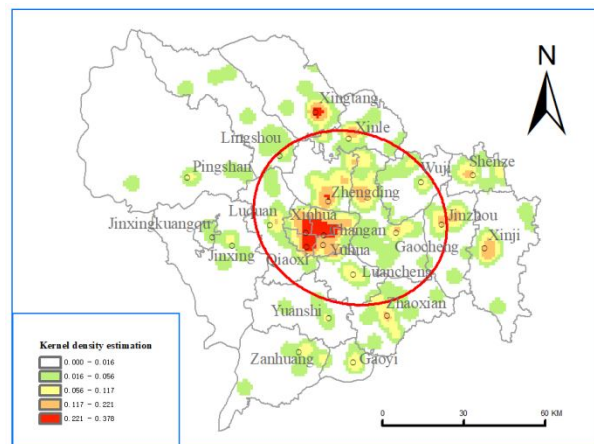 N
Xingtang
Xinle
Lingshou
Wuji
Shenze
Pingshan
Zhengding
Luquan
Xinhua
Jinzhou
Jinxingkuangqu
Changan
Gaocheng
Xinji
Jinxing
Qiaoxi
Yuhua
Luancheng
Yuanshi
Zhaoxian
Zanhuang
Gaoyi
Kernel density estimation
0.000 - 0.016
0.016 - 0.056
0.056 - 0.117
0.117 - 0.221
0.221 - 0.378
0 30 60 KM